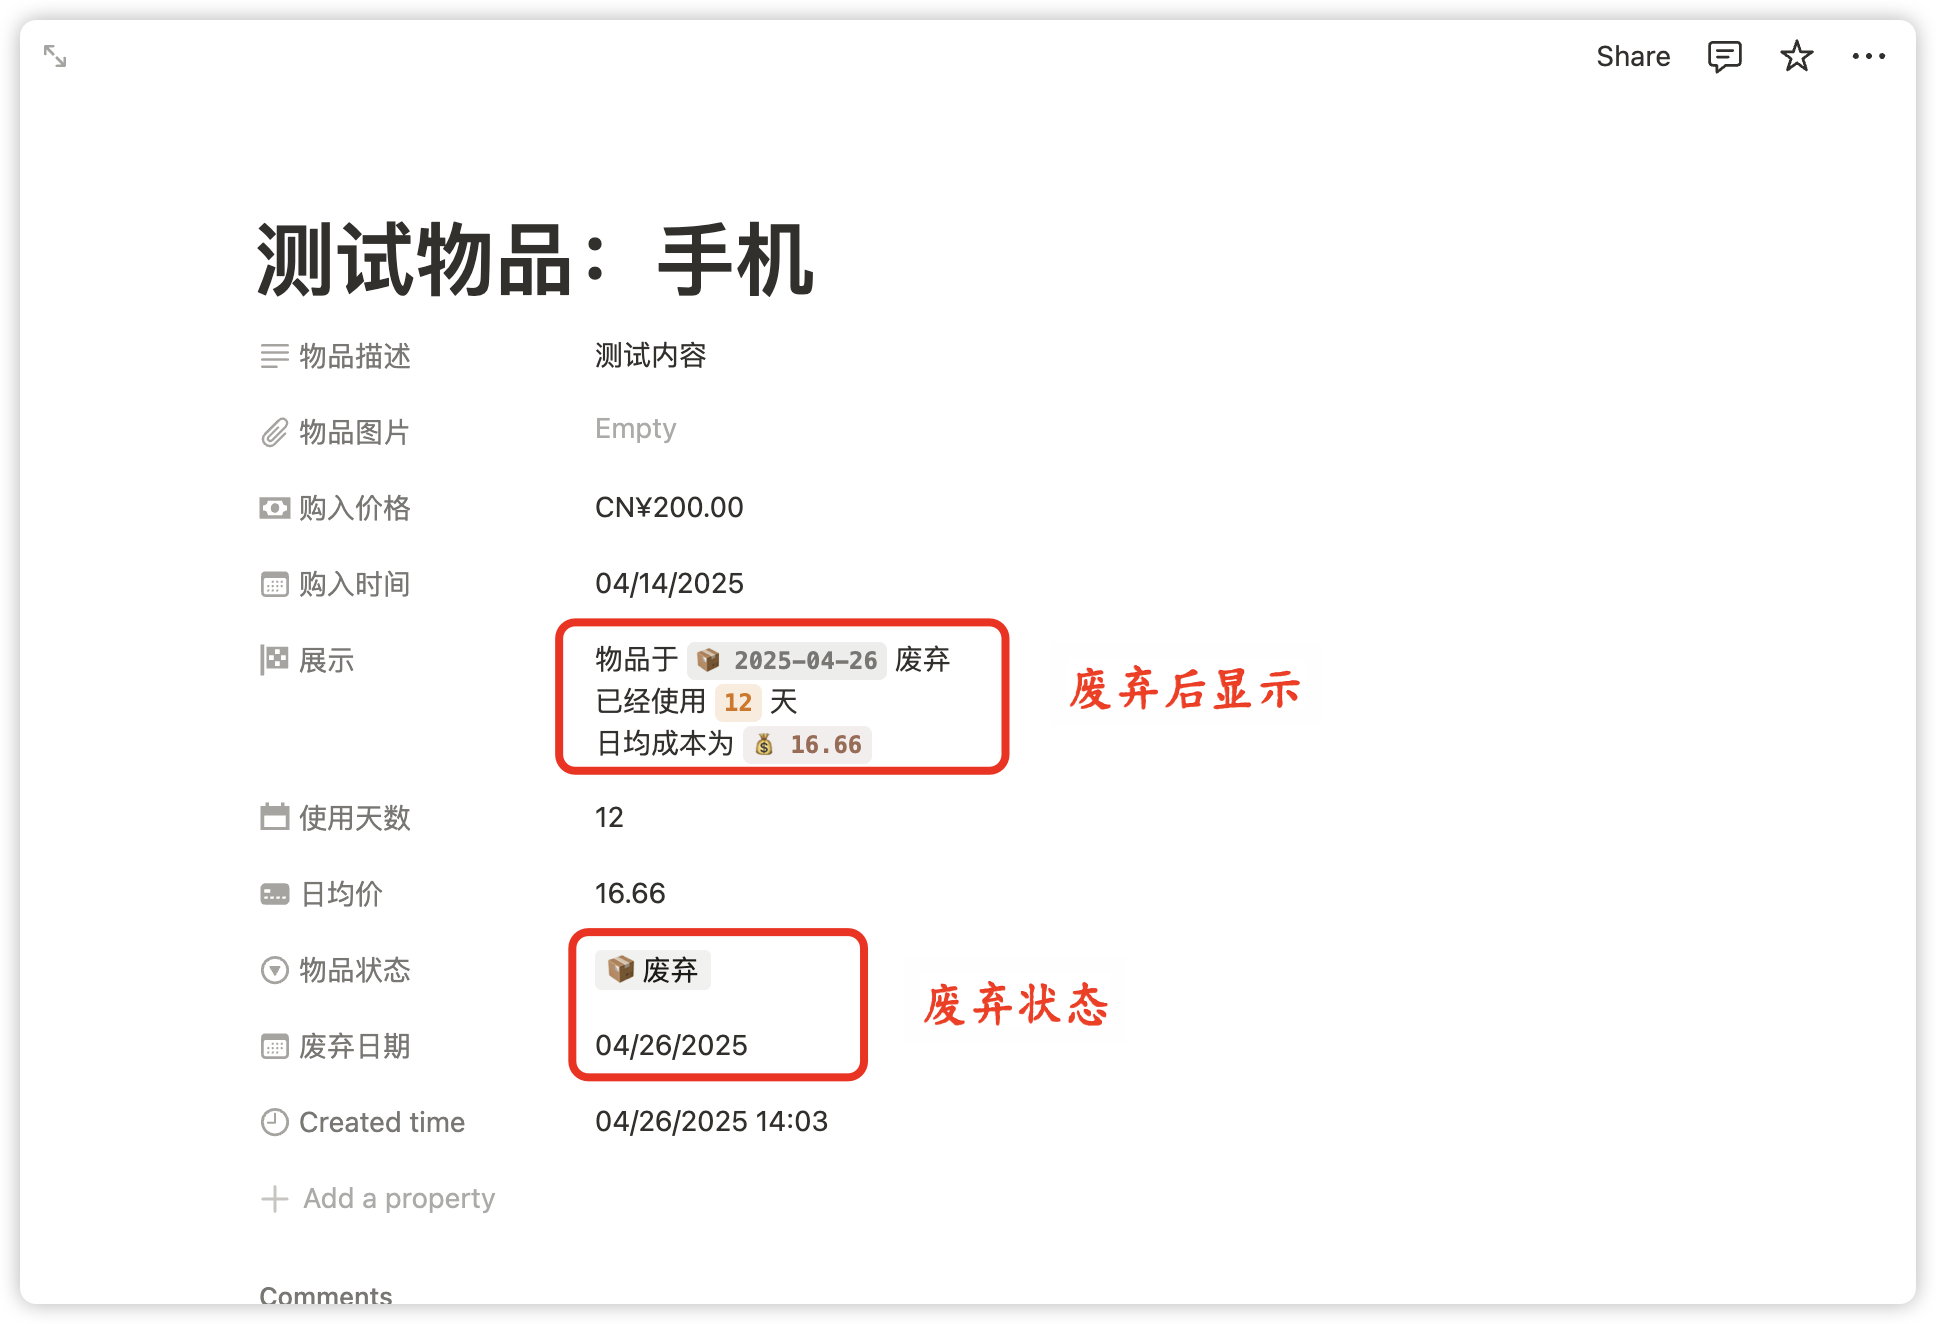 Share
测试物品：手机
物品描述 测试内容
物品图片 Empty
购入价格 CN¥200.00
购入时间 04/14/2025
展示 物品于 📦 2025-04-26 废弃
已经使用 12 天
日均成本为 💰 16.66
废弃后显示
使用天数 12
日均价 16.66
物品状态 📦 废弃
废弃状态
废弃日期 04/26/2025
Created time 04/26/2025 14:03
Add a property
Comments